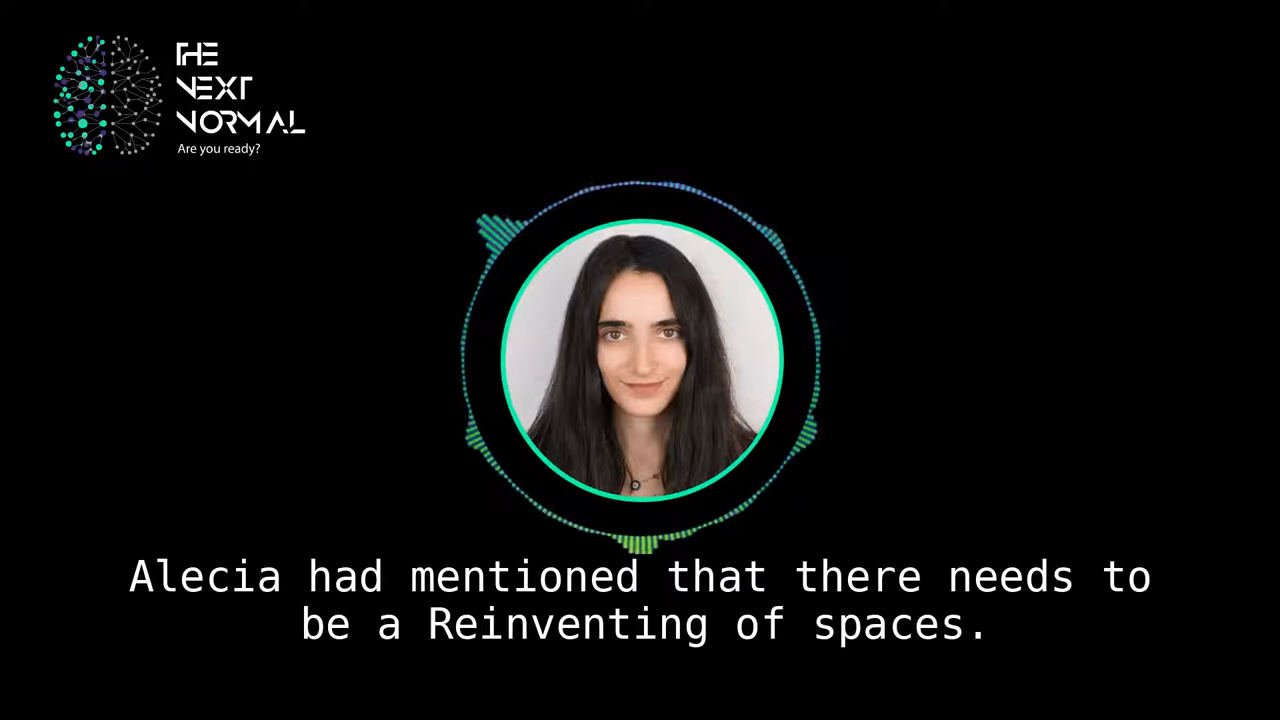 THE
NEXT
NORMAL
Are you ready?
Alecia had mentioned that there needs to
be a Reinventing of spaces.